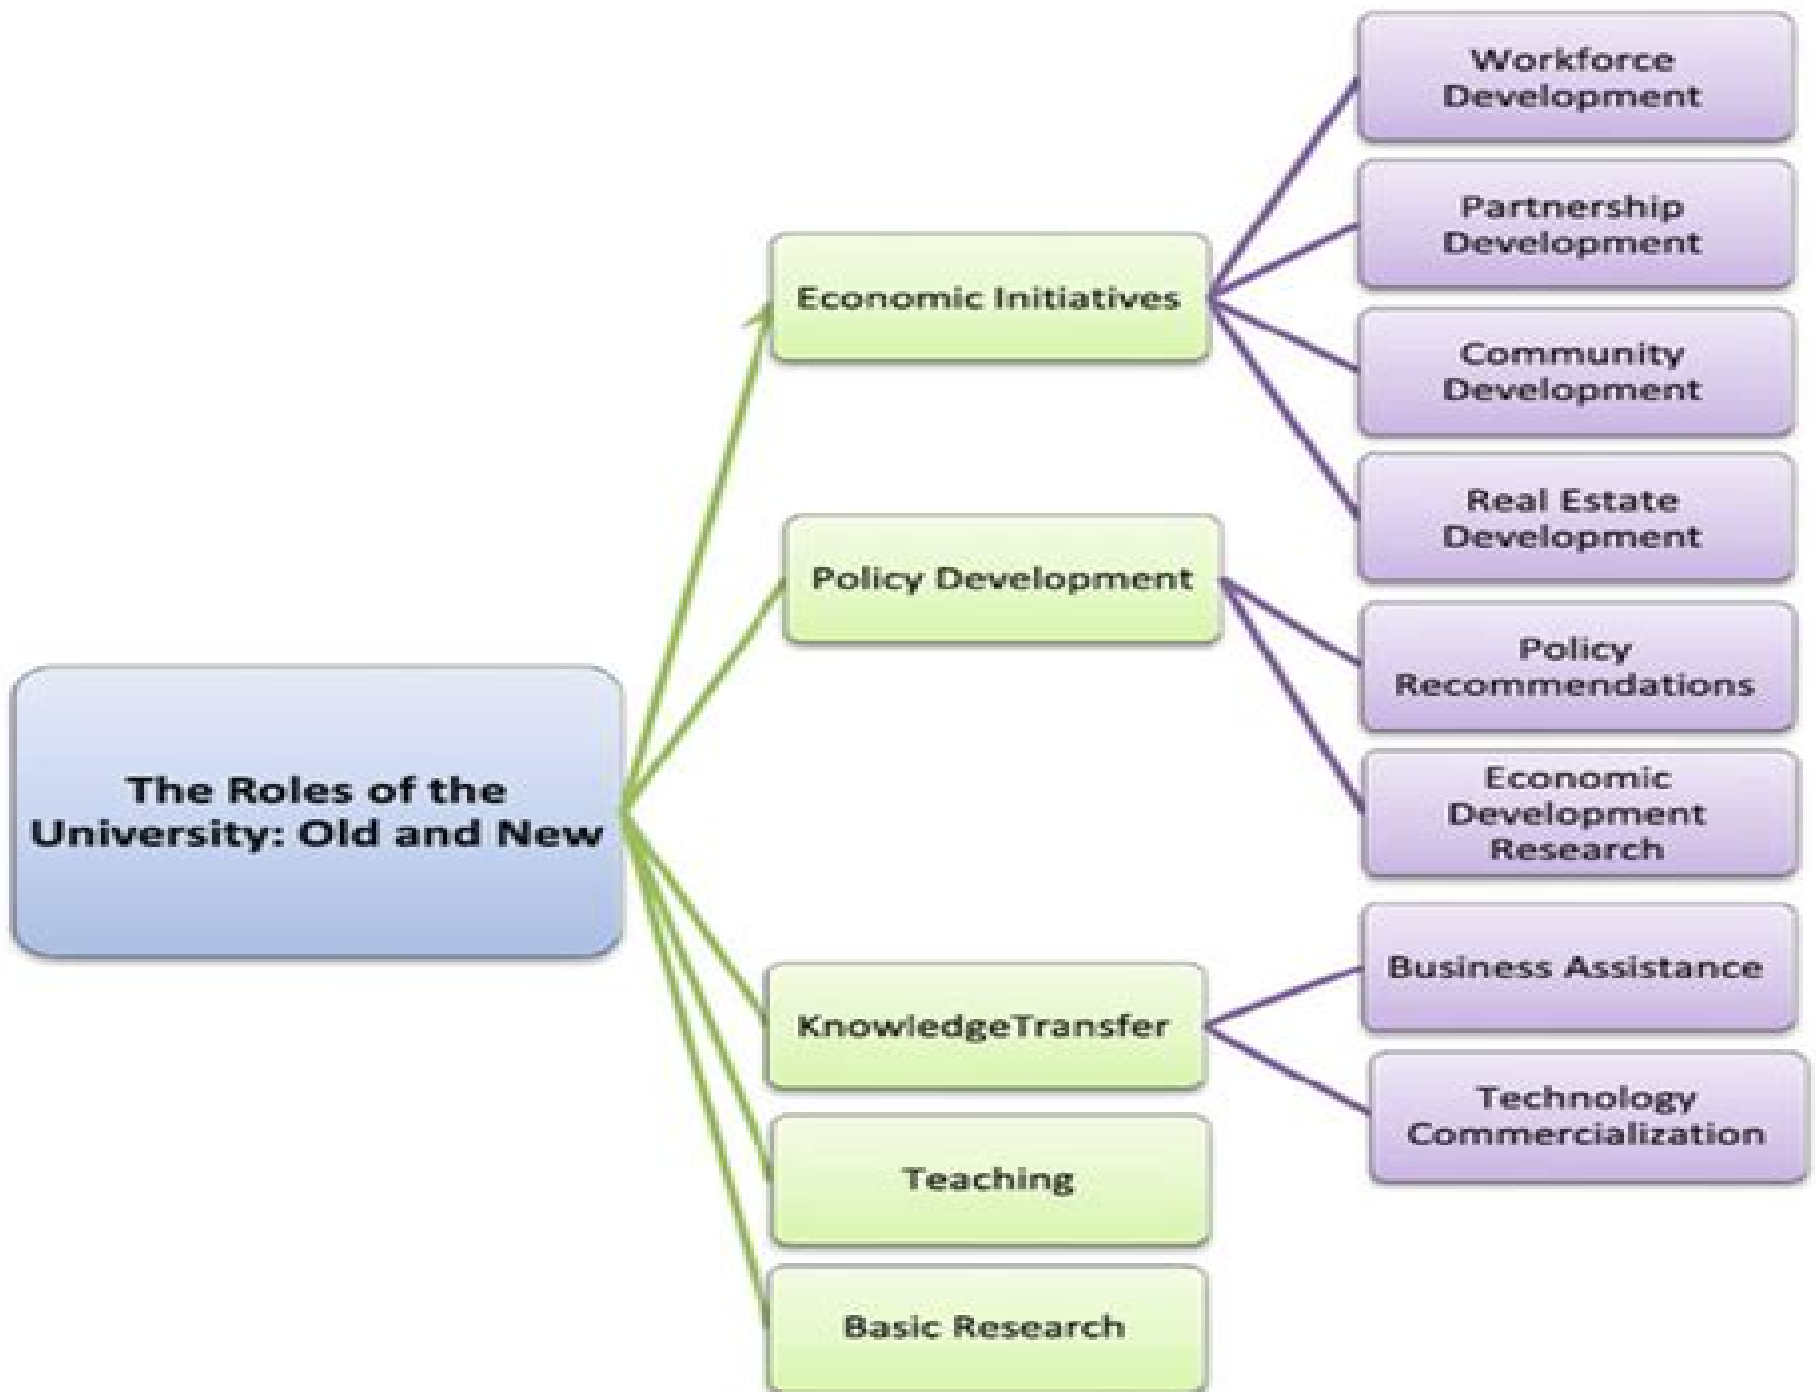 The Roles of the
University: Old and New
Economic Initiatives
Policy Development
KnowledgeTransfer
Teaching
Basic Research
Workforce
Development
Partnership
Development
Community
Development
Real Estate
Development
Policy
Recommendations
Economic
Development
Research
Business Assistance
Technology
Commercialization